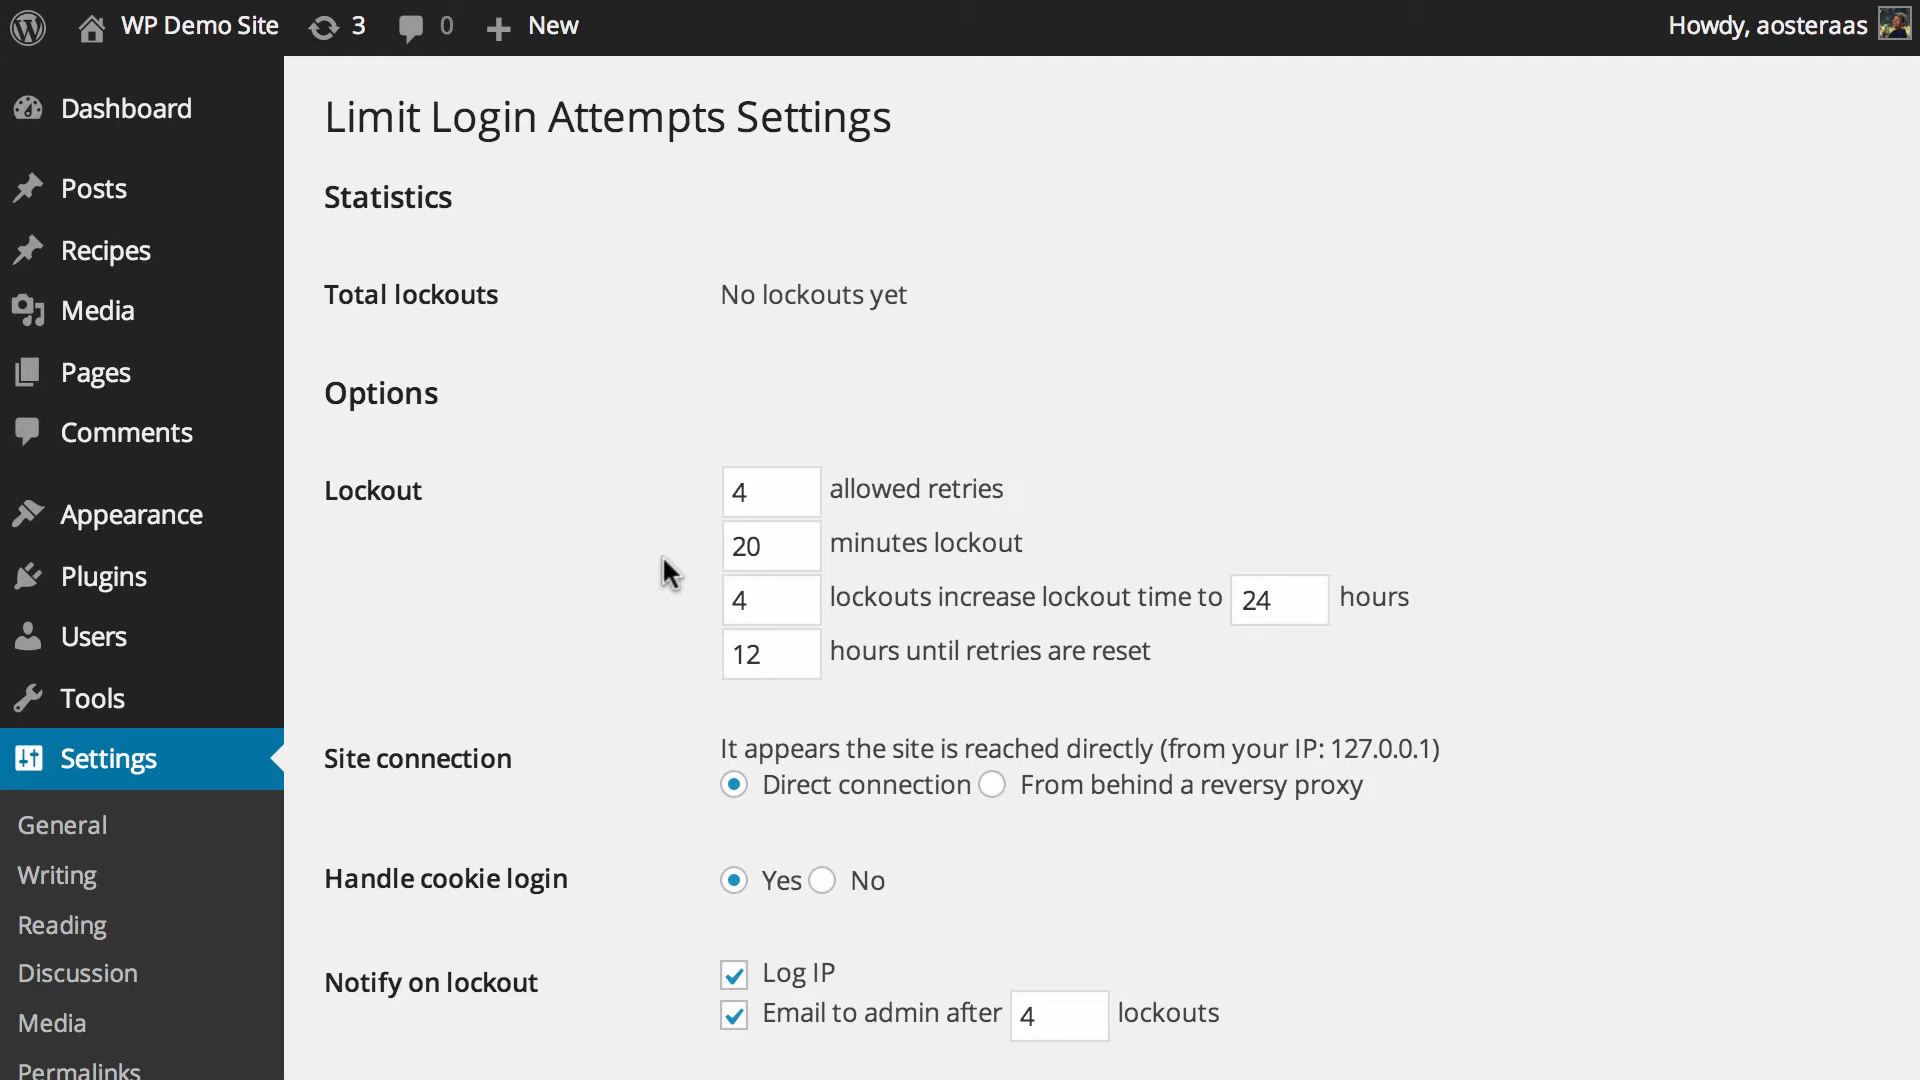 WP Demo Site 3 0 New Howdy, aosteraas
Dashboard
Posts
Recipes
Media
Pages
Comments
Appearance
Plugins
Users
Tools
Settings
General
Writing
Reading
Discussion
Media
Permalinks
Limit Login Attempts Settings
Statistics
Total lockouts No lockouts yet
Options
Lockout 4 allowed retries
20 minutes lockout
4 lockouts increase lockout time to 24 hours
12 hours until retries are reset
Site connection It appears the site is reached directly (from your IP: 127.0.0.1)
Direct connection From behind a reversy proxy
Handle cookie login Yes No
Notify on lockout Log IP
Email to admin after 4 lockouts